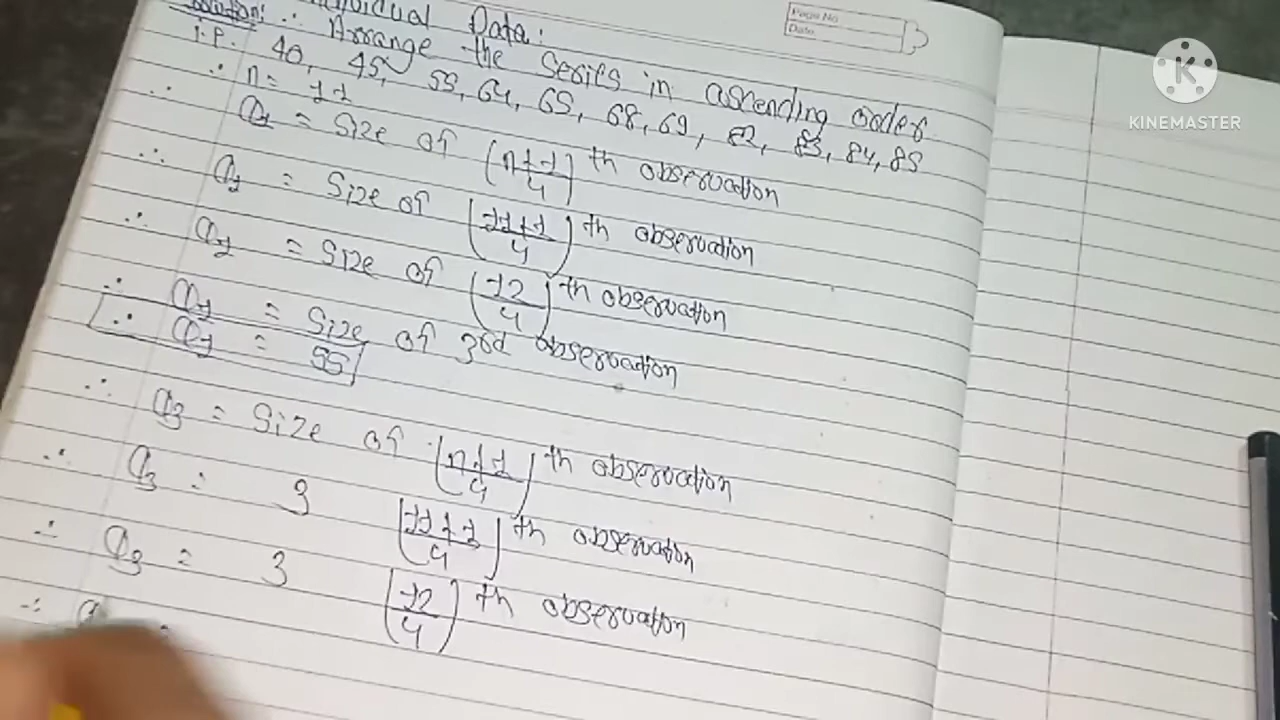 Page No.
Date
KINEMASTER
Solution: Individual Data:
∴ Arrange the series in ascending order
i.e. 40, 45, 55, 64, 65, 68, 69, 82, 83, 84, 85
∴ n = 11
∴ Q1 = Size of (n+1/4)th observation
∴ Q1 = Size of (11+1/4)th observation
∴ Q1 = Size of (12/4)th observation
∴ Q1 = Size of 3rd observation
∴ Q1 = 55
∴ Q3 = Size of (n+1/4)th observation
∴ Q3 = 3 (11+1/4)th observation
∴ Q3 = 3 (12/4)th observation
∴ Q